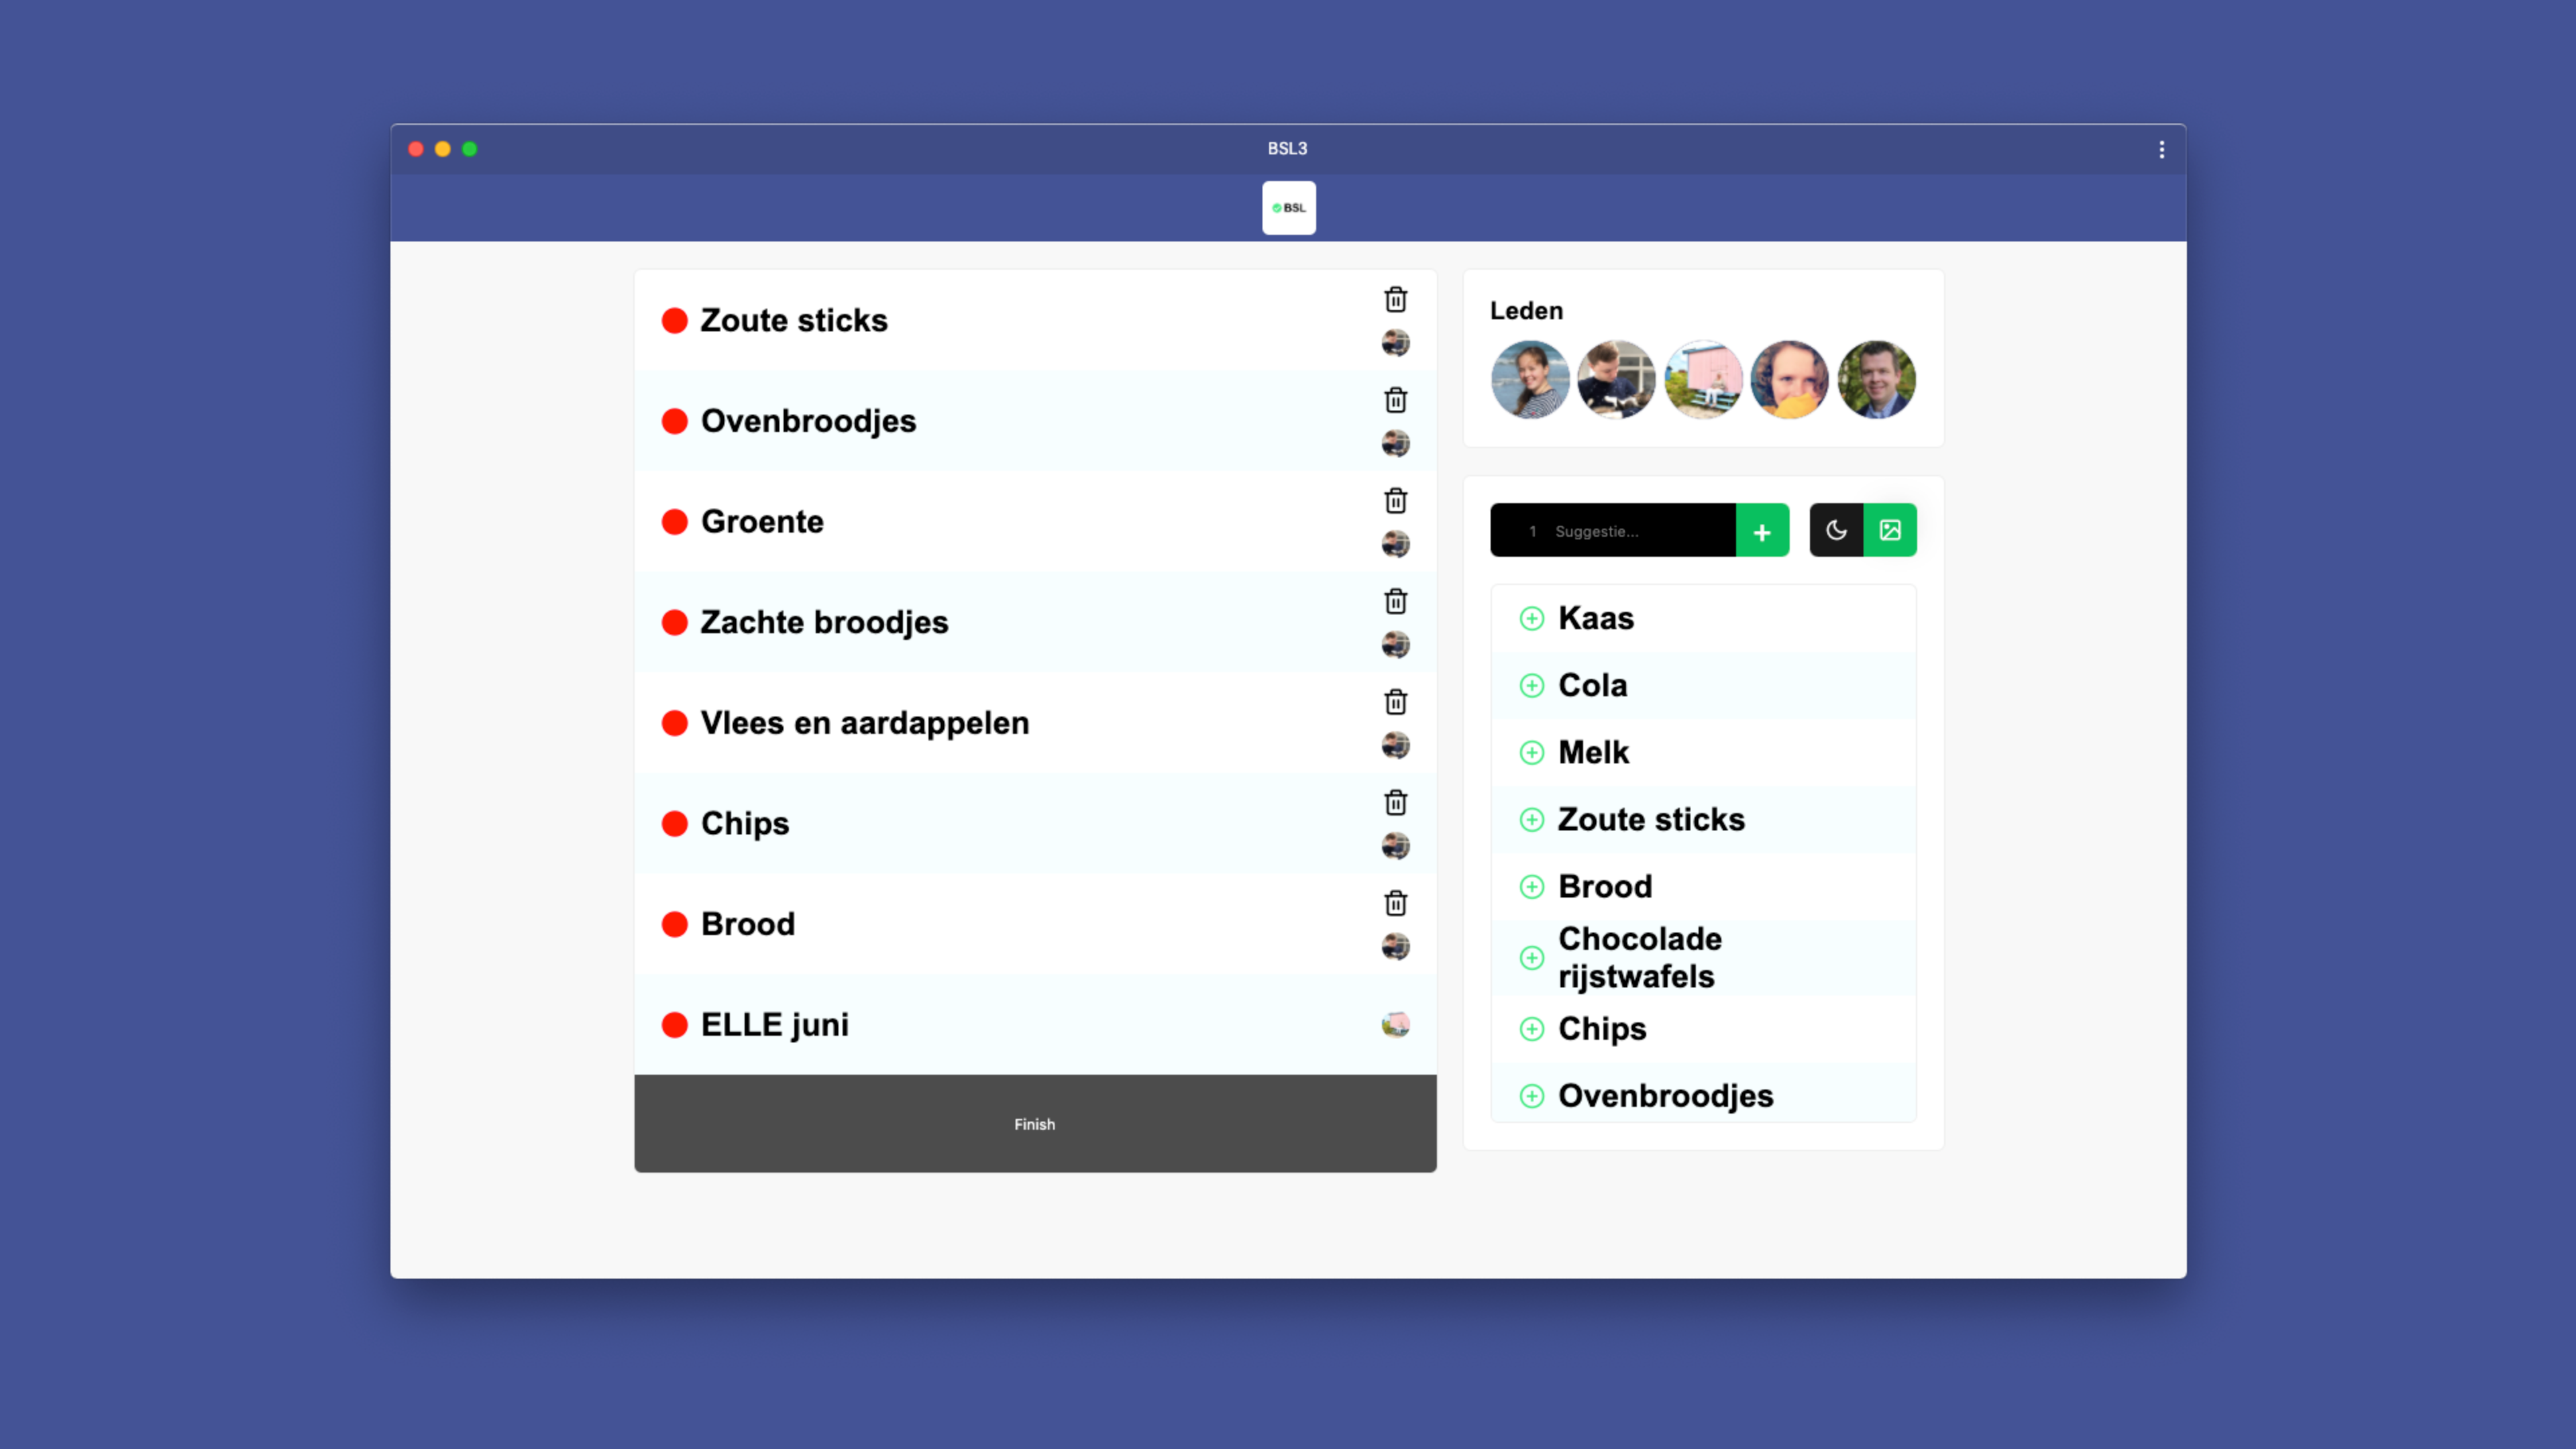 BSL3
BSL
Zoute sticks
Ovenbroodjes
Groente
Zachte broodjes
Vlees en aardappelen
Chips
Brood
ELLE juni
Finish
Leden
1 Suggestie...
Kaas
Cola
Melk
Zoute sticks
Brood
Chocolade
rijstwafels
Chips
Ovenbroodjes